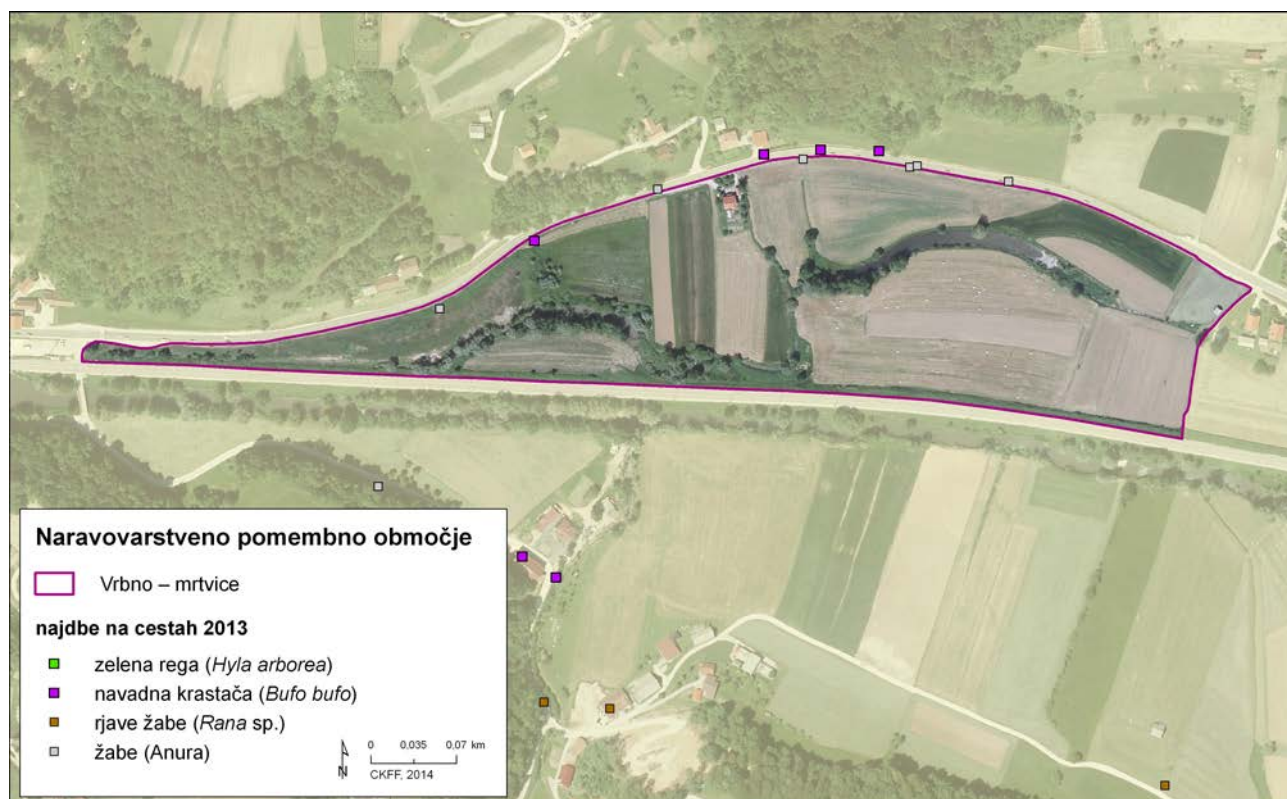 Naravovarstveno pomembno območje
Vrbno – mrtvice
najdbe na cestah 2013
zelena rega (Hyla arborea)
navadna krastača (Bufo bufo)
rjave žabe (Rana sp.)
žabe (Anura)
N
0 0,035 0,07 km
CKFF, 2014